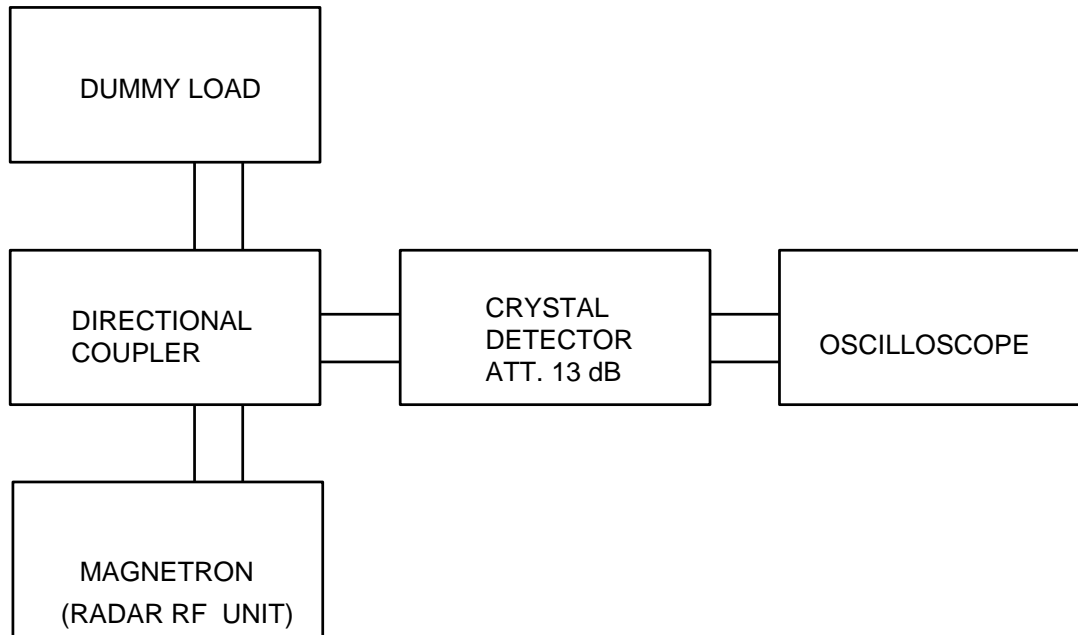 DUMMY LOAD
DIRECTIONAL
COUPLER
CRYSTAL
DETECTOR
ATT. 13 dB
OSCILLOSCOPE
MAGNETRON
(RADAR RF UNIT)